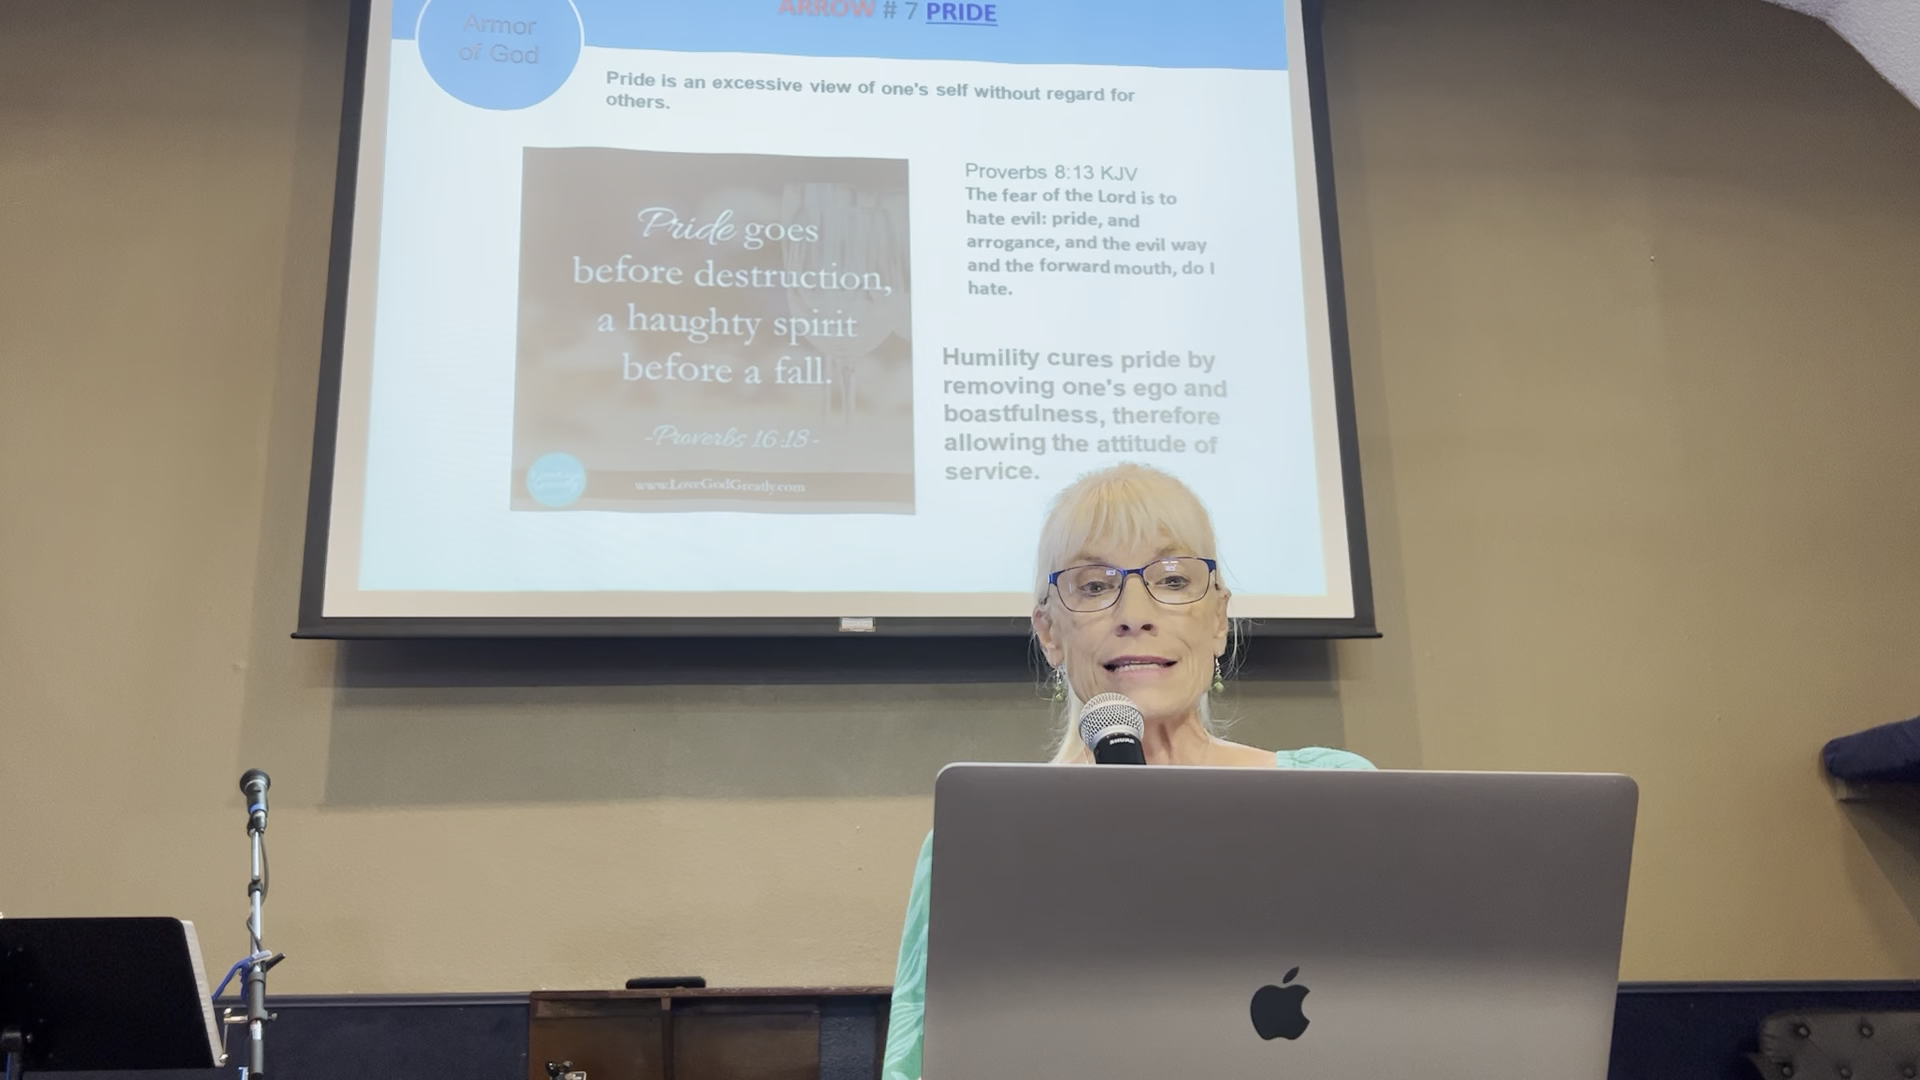 Armor
of God
ARROW # 7 PRIDE
Pride is an excessive view of one's self without regard for
others.
Pride goes
before destruction,
a haughty spirit
before a fall.
-Proverbs 16:18-
www.LoveGodGreatly.com
Proverbs 8:13 KJV
The fear of the Lord is to
hate evil: pride, and
arrogance, and the evil way
and the forward mouth, do I
hate.
Humility cures pride by
removing one's ego and
boastfulness, therefore
allowing the attitude of
service.
SHURE